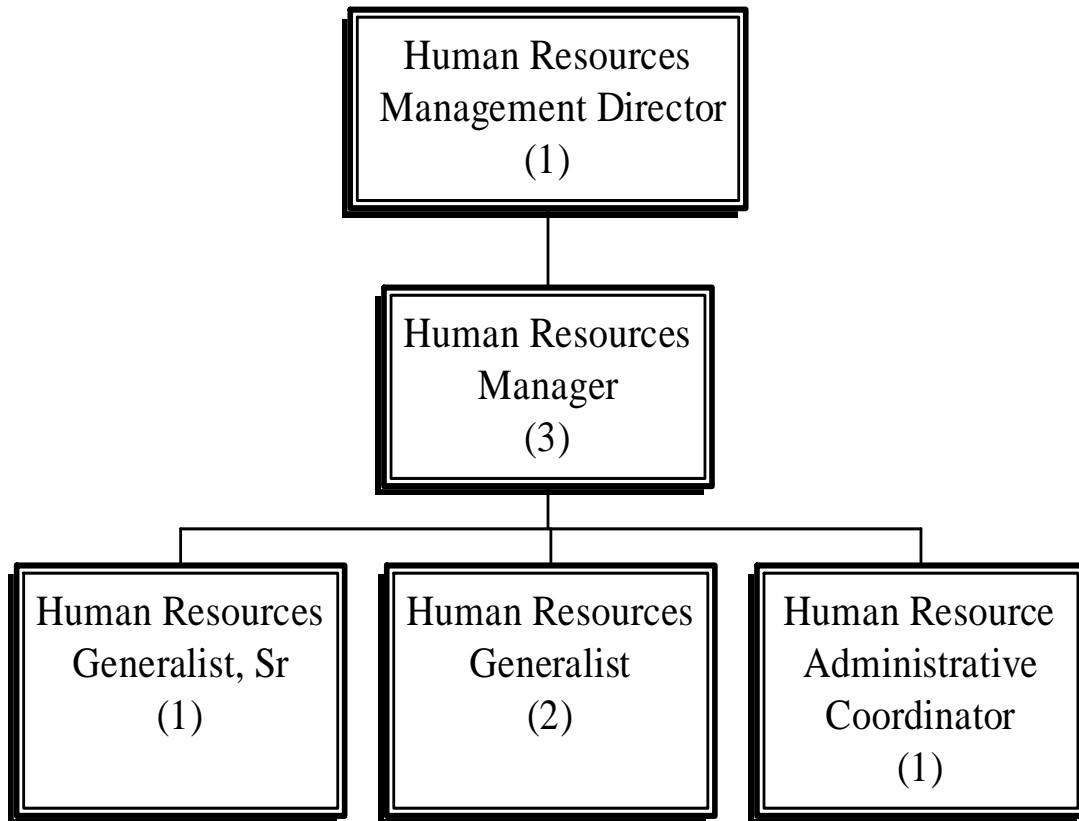 Human Resources
Management Director
(1)
Human Resources
Manager
(3)
Human Resources
Generalist, Sr
(1)
Human Resources
Generalist
(2)
Human Resource
Administrative
Coordinator
(1)